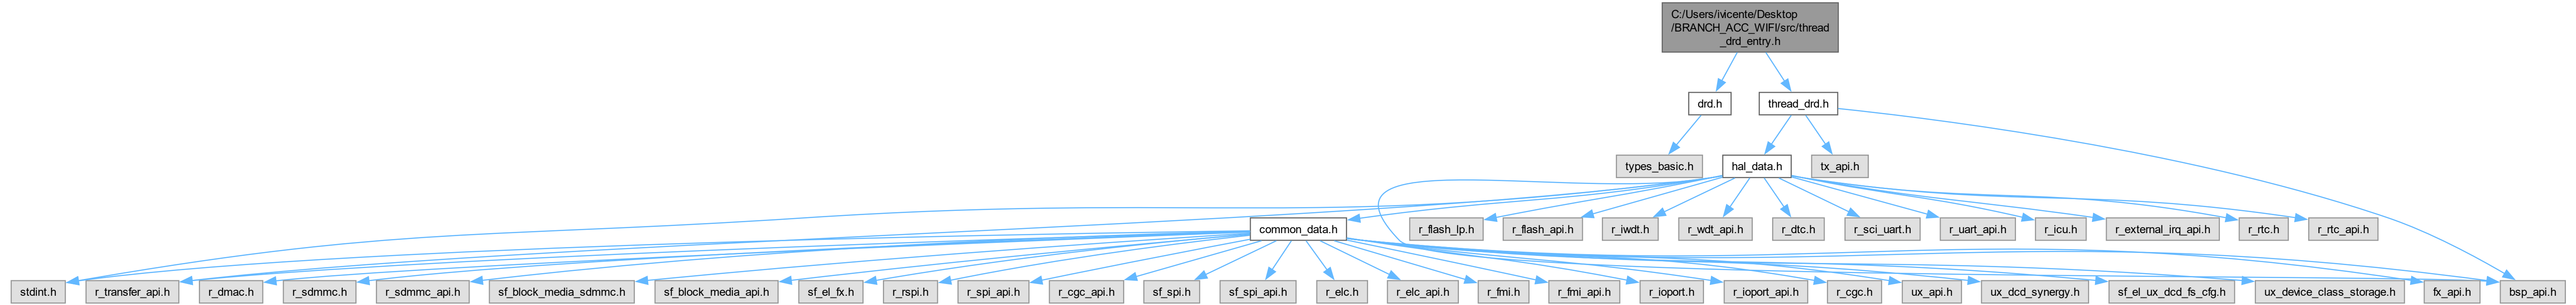 C:/Users/ivicente/Desktop
/BRANCH_ACC_WIFI/src/thread
_drd_entry.h
drd.h
thread_drd.h
types_basic.h
hal_data.h
tx_api.h
common_data.h
r_flash_lp.h
r_flash_api.h
r_iwdt.h
r_wdt_api.h
r_dtc.h
r_sci_uart.h
r_uart_api.h
r_icu.h
r_external_irq_api.h
r_rtc.h
r_rtc_api.h
stdint.h
r_transfer_api.h
r_dmac.h
r_sdmmc.h
r_sdmmc_api.h
sf_block_media_sdmmc.h
sf_block_media_api.h
sf_el_fx.h
r_rspi.h
r_spi_api.h
r_cgc_api.h
sf_spi.h
sf_spi_api.h
r_elc.h
r_elc_api.h
r_fmi.h
r_fmi_api.h
r_ioport.h
r_ioport_api.h
r_cgc.h
ux_api.h
ux_dcd_synergy.h
sf_el_ux_dcd_fs_cfg.h
ux_device_class_storage.h
fx_api.h
bsp_api.h